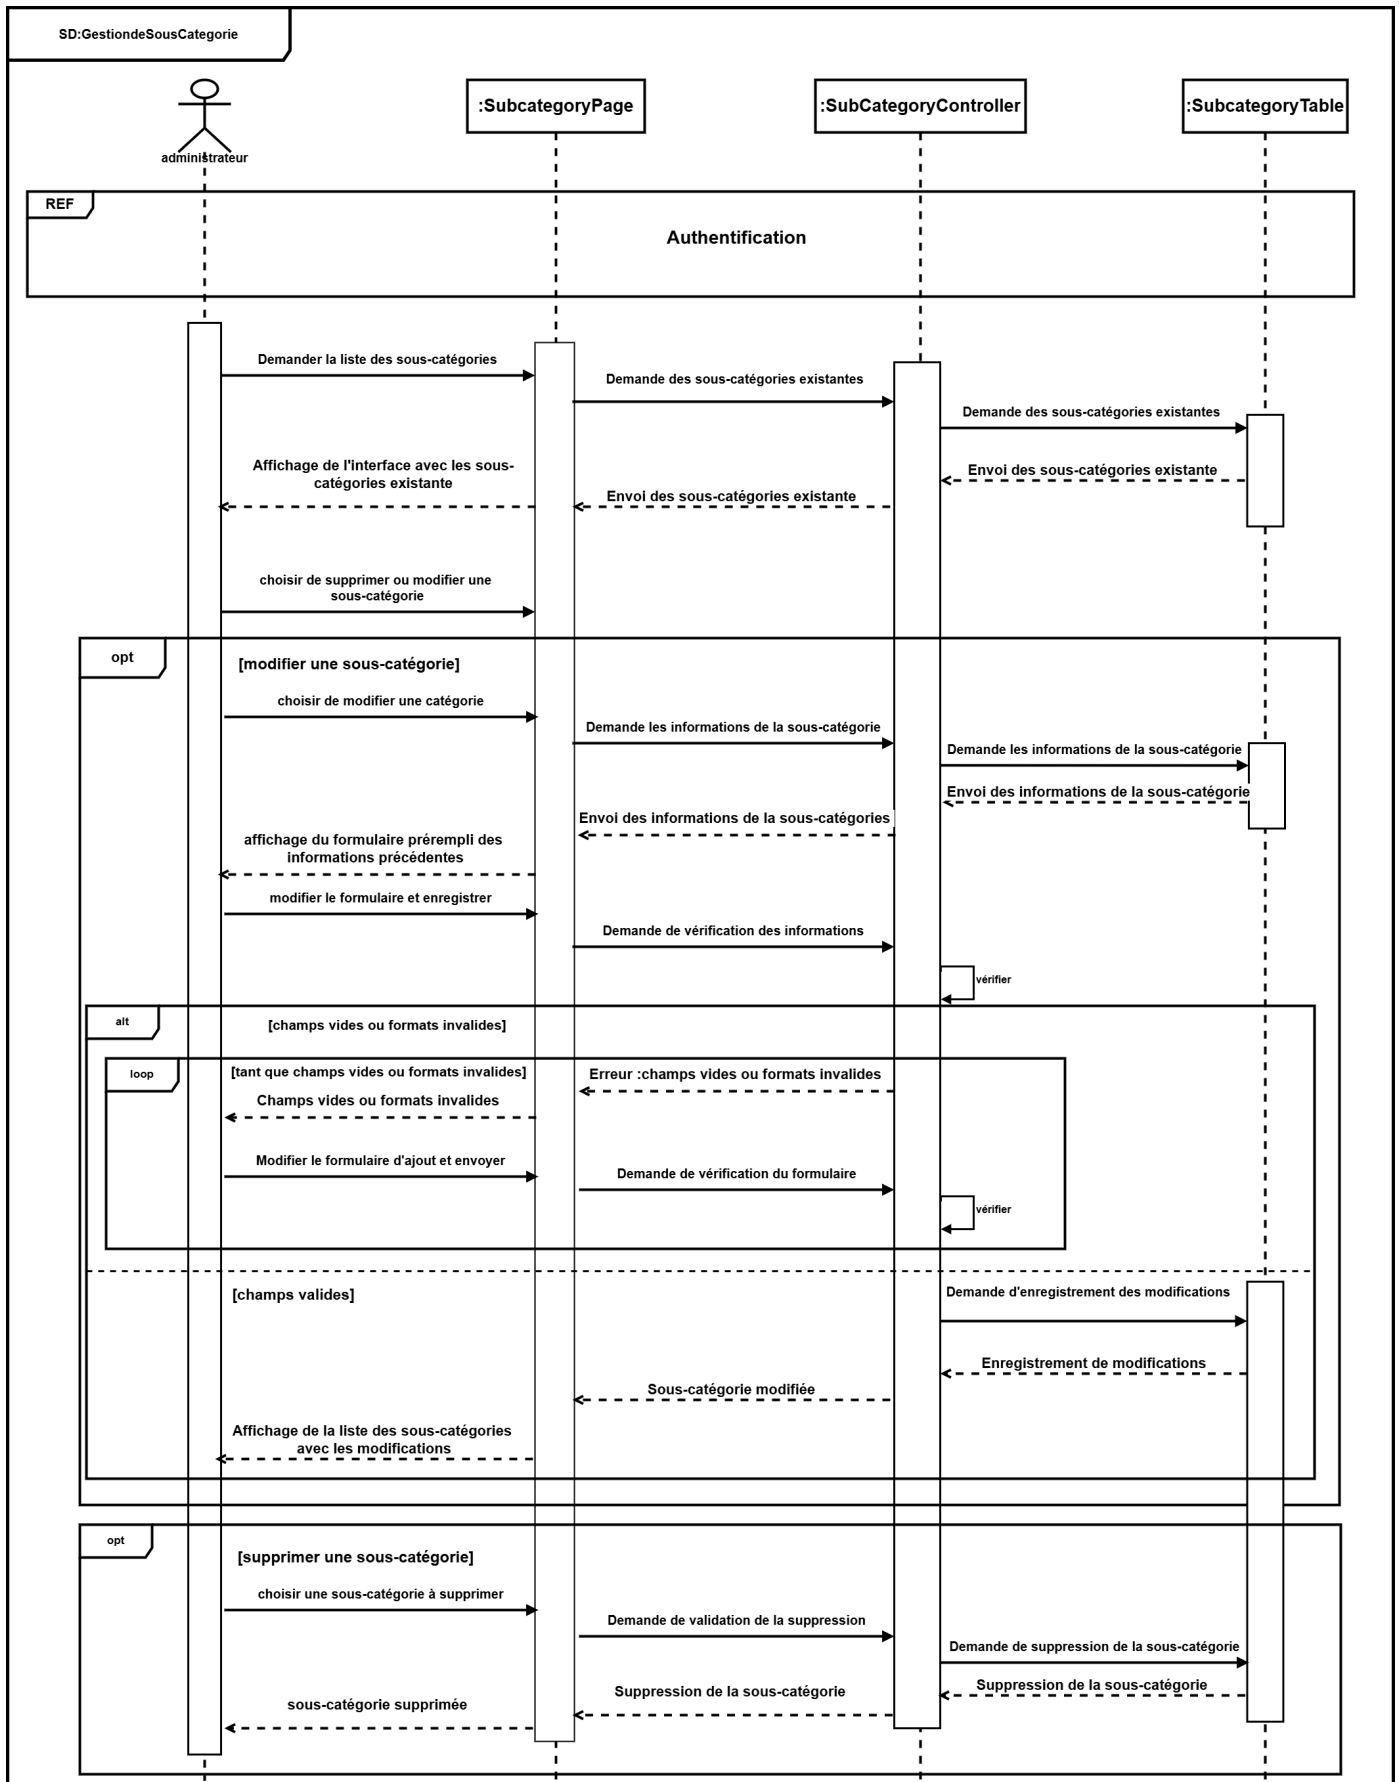 SD:GestiondeSousCategorie
administrateur
:SubcategoryPage
:SubCategoryController
:SubcategoryTable
REF
Authentification
Demander la liste des sous-catégories
Demande des sous-catégories existantes
Demande des sous-catégories existantes
Envoi des sous-catégories existante
Envoi des sous-catégories existante
Affichage de l'interface avec les sous-
catégories existante
choisir de supprimer ou modifier une
sous-catégorie
opt
[modifier une sous-catégorie]
choisir de modifier une catégorie
Demande les informations de la sous-catégorie
Demande les informations de la sous-catégorie
Envoi des informations de la sous-catégorie
Envoi des informations de la sous-catégories
affichage du formulaire prérempli des
informations précédentes
modifier le formulaire et enregistrer
Demande de vérification des informations
vérifier
alt
[champs vides ou formats invalides]
loop
[tant que champs vides ou formats invalides]
Erreur :champs vides ou formats invalides
Champs vides ou formats invalides
Modifier le formulaire d'ajout et envoyer
Demande de vérification du formulaire
vérifier
[champs valides]
Demande d'enregistrement des modifications
Enregistrement de modifications
Sous-catégorie modifiée
Affichage de la liste des sous-catégories
avec les modifications
opt
[supprimer une sous-catégorie]
choisir une sous-catégorie à supprimer
Demande de validation de la suppression
Demande de suppression de la sous-catégorie
Suppression de la sous-catégorie
Suppression de la sous-catégorie
sous-catégorie supprimée